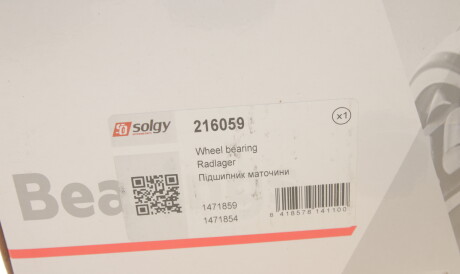 solgy
216059
x1
Wheel bearing
Radlager
Підшипник маточини
1471859
1471854
8 418578 141100
Bea